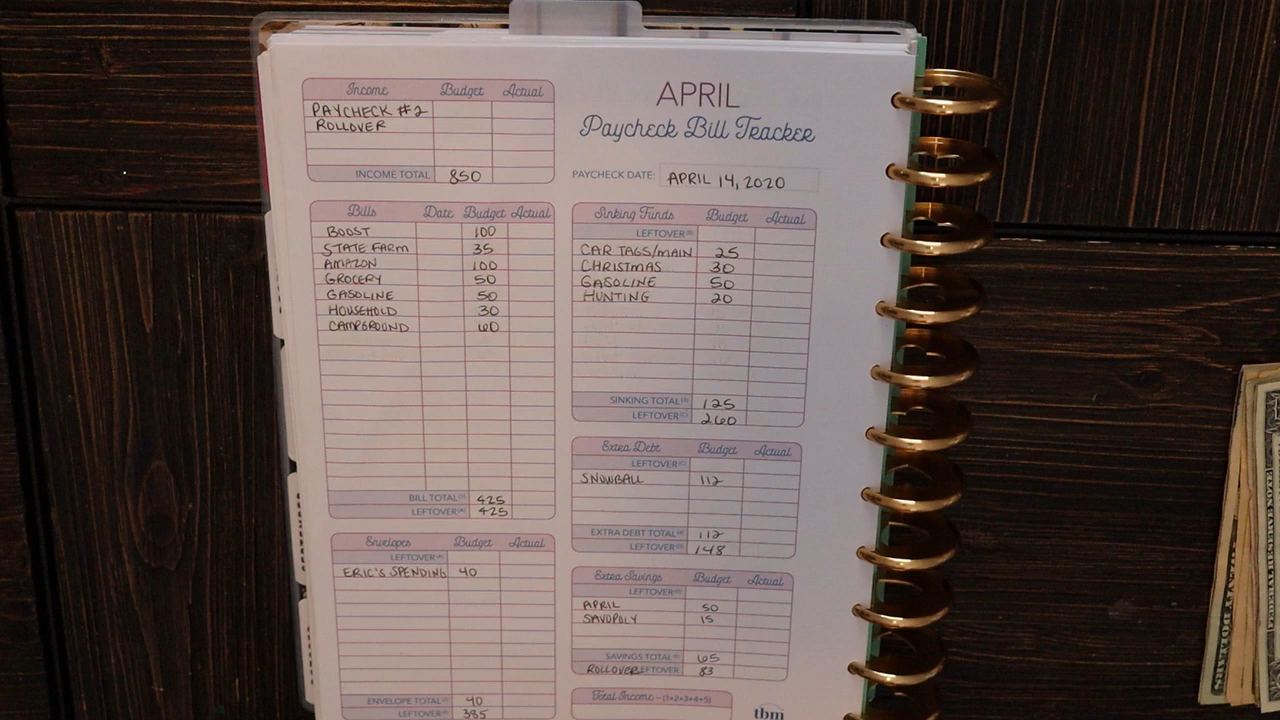 Income Budget Actual
PAYCHECK #2
ROLLOVER
INCOME TOTAL 850
APRIL
Paycheck Bill Tracker
PAYCHECK DATE: APRIL 14, 2020
Bills Date Budget Actual
BOOST 100
STATE FARM 35
AMAZON 100
GROCERY 50
GASOLINE 50
HOUSEHOLD 30
CAMPGROUND 60
BILL TOTAL 425
LEFTOVER 425
Envelopes Budget Actual
LEFTOVER
ERIC'S SPENDING 40
ENVELOPE TOTAL 40
LEFTOVER 385
Sinking Funds Budget Actual
LEFTOVER
CAR TAGS/MAIN 25
CHRISTMAS 30
GASOLINE 50
HUNTING 20
SINKING TOTAL 125
LEFTOVER 260
Extra Debt Budget Actual
LEFTOVER
SNOWBALL 112
EXTRA DEBT TOTAL 112
LEFTOVER 148
Extra Savings Budget Actual
LEFTOVER
APRIL 50
SAVOPOLY 15
SAVINGS TOTAL 65
ROLLOVER LEFTOVER 83
Total Income - (1+2+3+4+5)
tbm